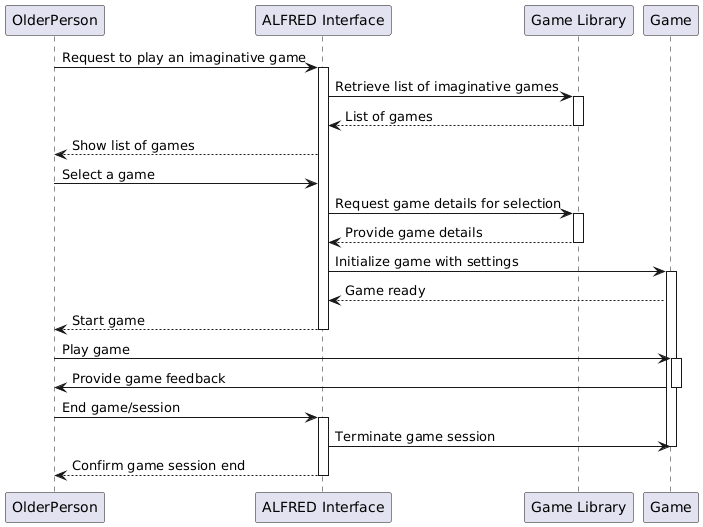 OlderPerson ALFRED Interface Game Library Game
Request to play an imaginative game
Retrieve list of imaginative games
List of games
Show list of games
Select a game
Request game details for selection
Provide game details
Initialize game with settings
Game ready
Start game
Play game
Provide game feedback
End game/session
Terminate game session
Confirm game session end
OlderPerson ALFRED Interface Game Library Game